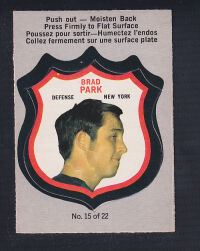 Push out — Moisten Back
Press Firmly to Flat Surface
Poussez pour sortir—Humectez l'endos
Collez fermement sur une surface plate
BRAD
PARK
DEFENSE NEW YORK
No. 15 of 22